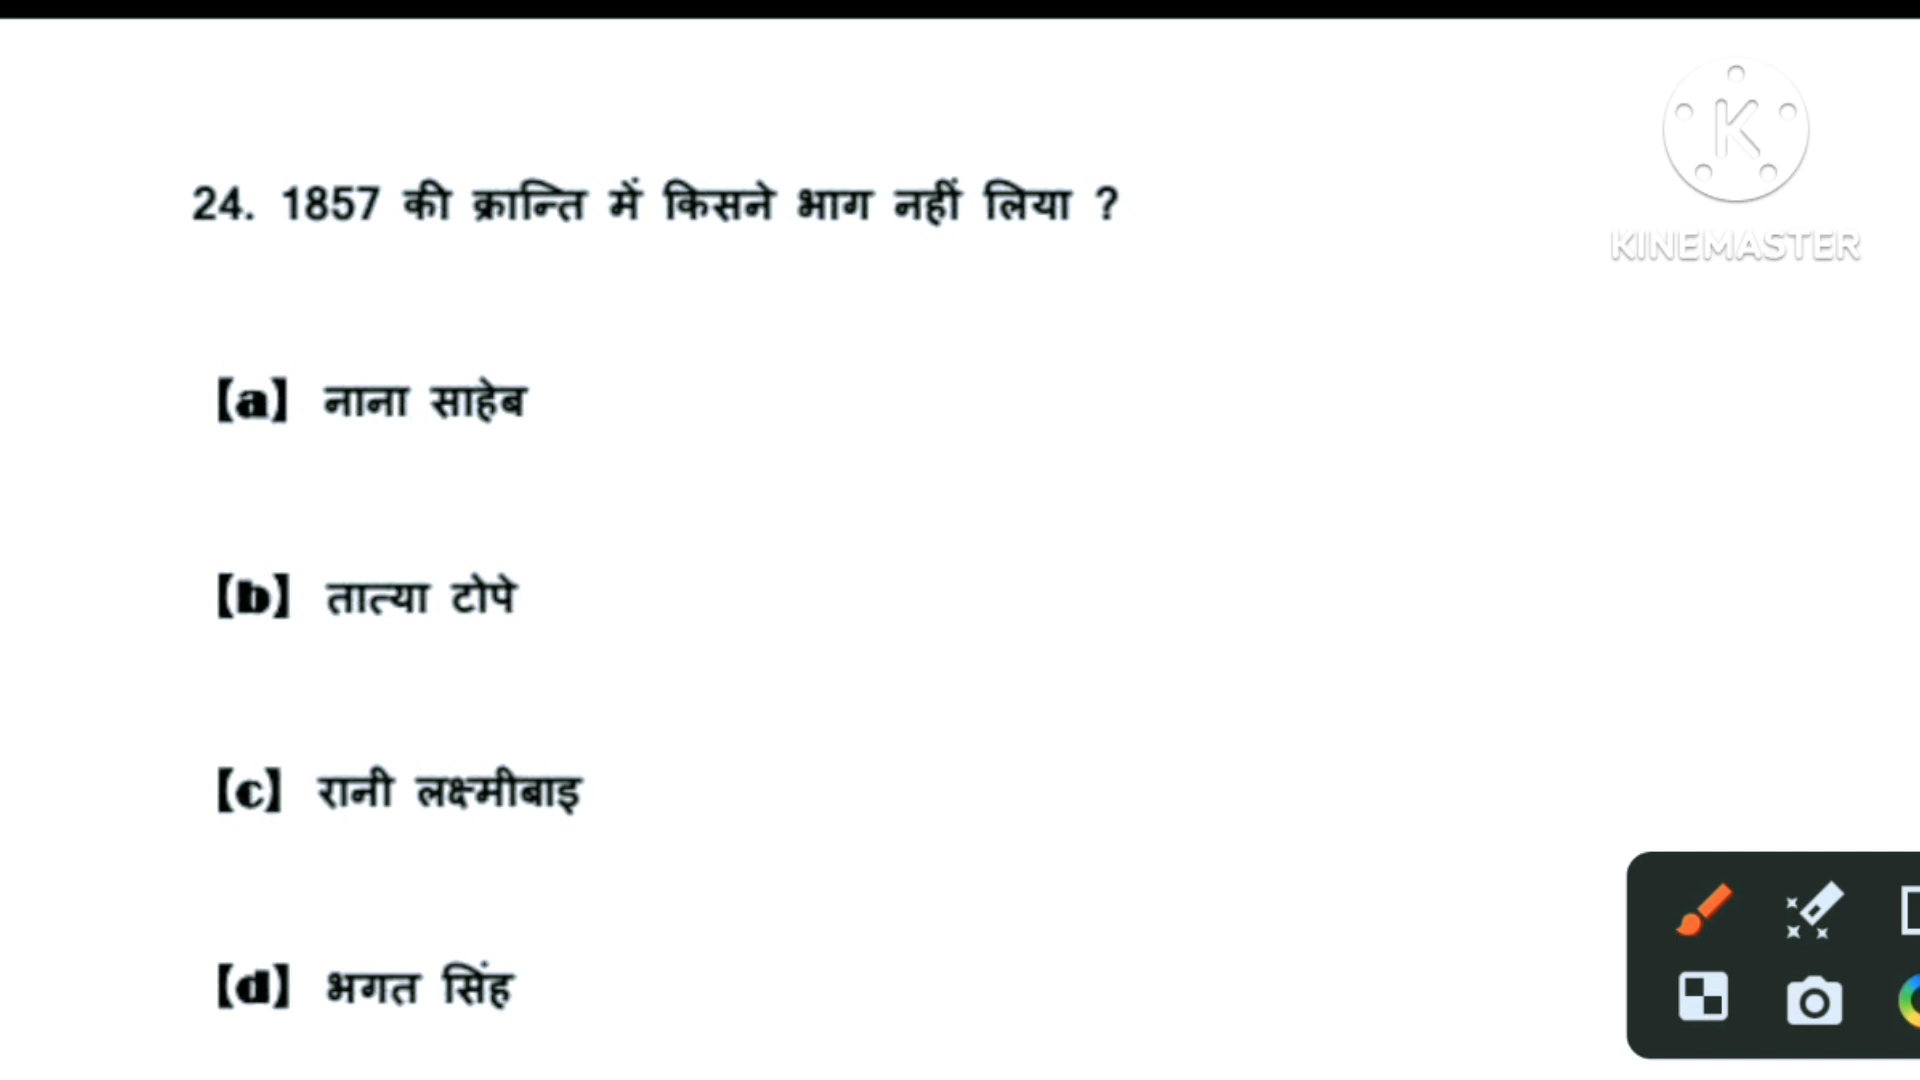 24. 1857 की क्रान्ति में किसने भाग नहीं लिया ?
K
KINEMASTER
【a】 नाना साहेब
【b】 तात्या टोपे
【c】 रानी लक्ष्मीबाइ
【d】 भगत सिंह